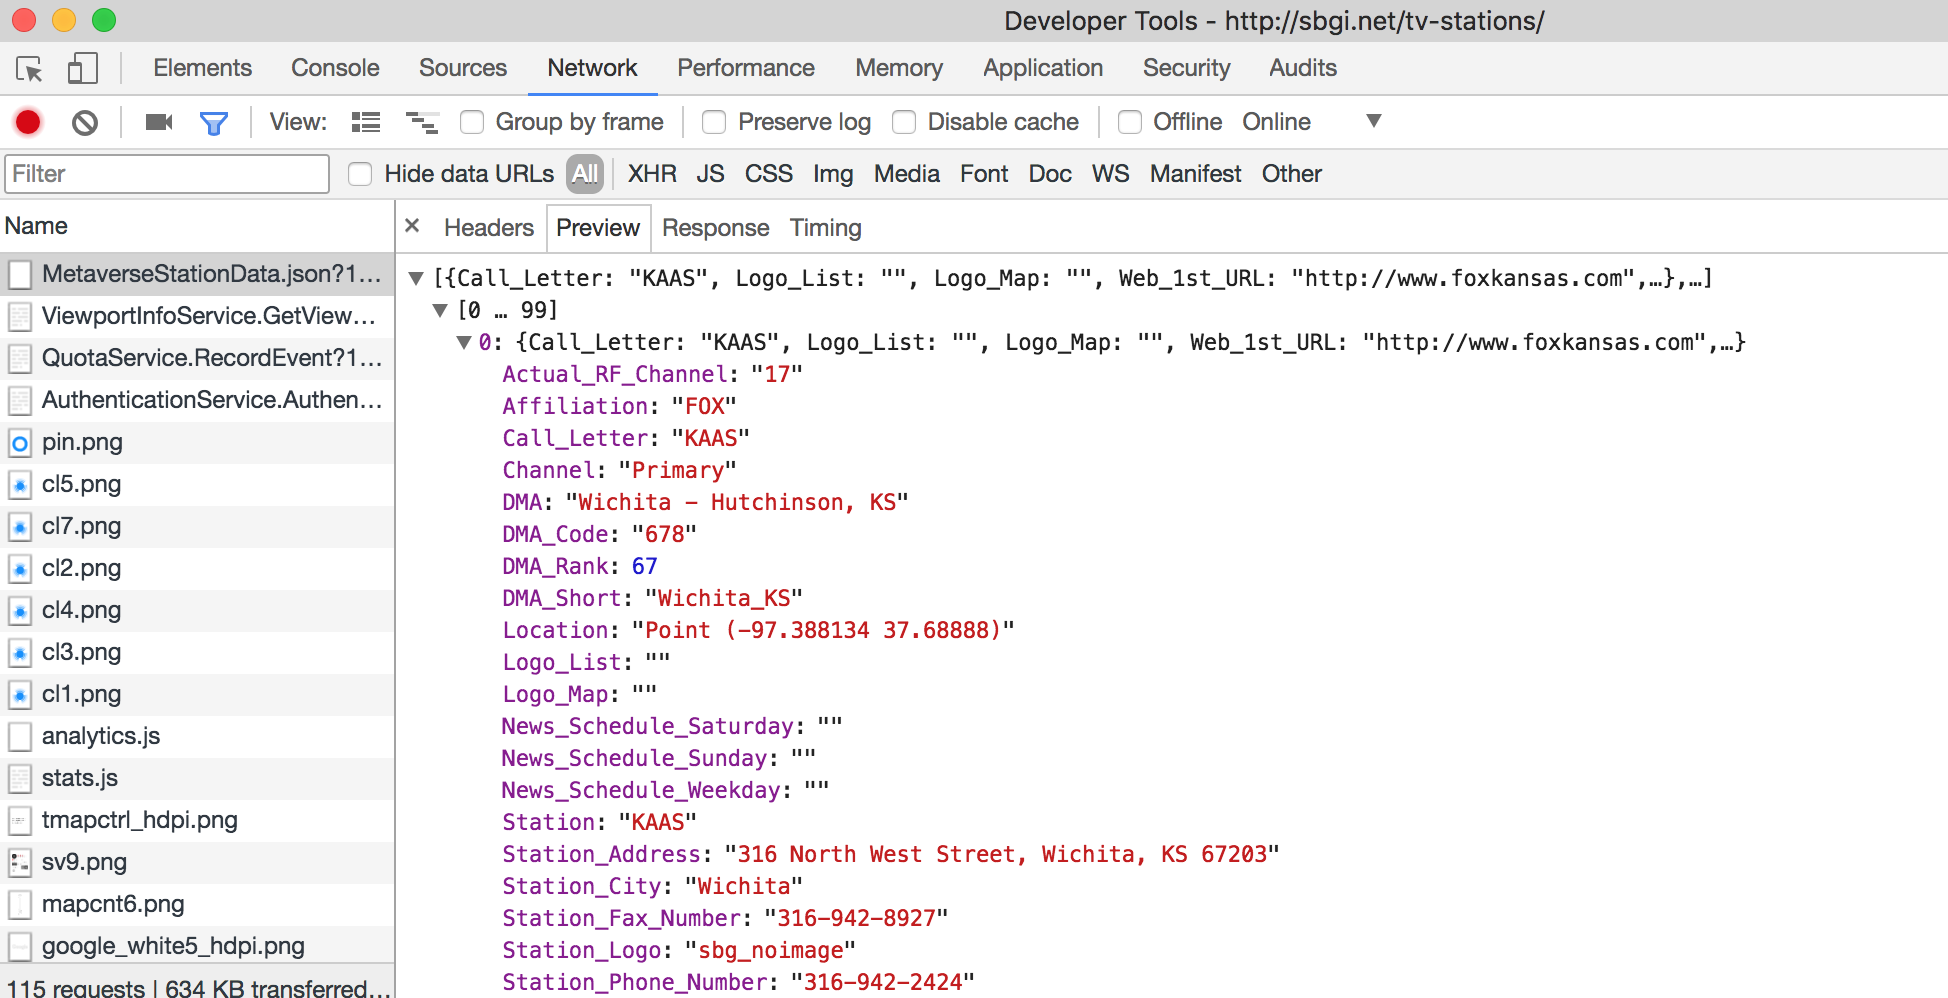 Developer Tools - http://sbgi.net/tv-stations/
Elements Console Sources Network Performance Memory Application Security Audits
View: Group by frame Preserve log Disable cache Offline Online
Filter Hide data URLs All XHR JS CSS Img Media Font Doc WS Manifest Other
Name
× Headers Preview Response Timing
MetaverseStationData.json?1...
ViewportInfoService.GetView...
QuotaService.RecordEvent?1...
AuthenticationService.Authen...
pin.png
cl5.png
cl7.png
cl2.png
cl4.png
cl3.png
cl1.png
analytics.js
stats.js
tmapctrl_hdpi.png
sv9.png
mapcnt6.png
google_white5_hdpi.png
115 requests | 634 KB transferred...
[{Call_Letter: "KAAS", Logo_List: "", Logo_Map: "", Web_1st_URL: "http://www.foxkansas.com",…},…]
[0 … 99]
0: {Call_Letter: "KAAS", Logo_List: "", Logo_Map: "", Web_1st_URL: "http://www.foxkansas.com",…}
Actual_RF_Channel: "17"
Affiliation: "FOX"
Call_Letter: "KAAS"
Channel: "Primary"
DMA: "Wichita - Hutchinson, KS"
DMA_Code: "678"
DMA_Rank: 67
DMA_Short: "Wichita_KS"
Location: "Point (-97.388134 37.68888)"
Logo_List: ""
Logo_Map: ""
News_Schedule_Saturday: ""
News_Schedule_Sunday: ""
News_Schedule_Weekday: ""
Station: "KAAS"
Station_Address: "316 North West Street, Wichita, KS 67203"
Station_City: "Wichita"
Station_Fax_Number: "316-942-8927"
Station_Logo: "sbg_noimage"
Station_Phone_Number: "316-942-2424"